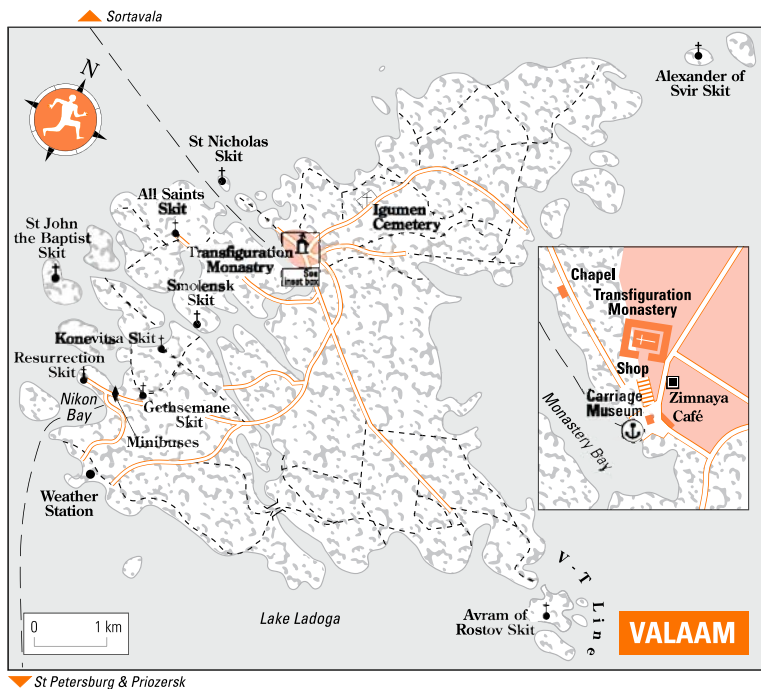 Sortavala
N
Alexander of
Svir Skit
St Nicholas
Skit
All Saints
Skit
Igumen
Cemetery
St John
the Baptist
Skit
Transfiguration
Monastry
See
Smolensk
Skit
Konevitsa Skit
Resurrection
Skit
Nikon
Bay
Gethsemane
Skit
Minibuses
Weather
Station
Chapel
Transfiguration
Monastery
Shop
Carriage
Museum
Zimnaya
Café
Monastery Bay
V-T Line
Lake Ladoga
Avram of
Rostov Skit
0 1 km
VALAAM
St Petersburg & Priozersk